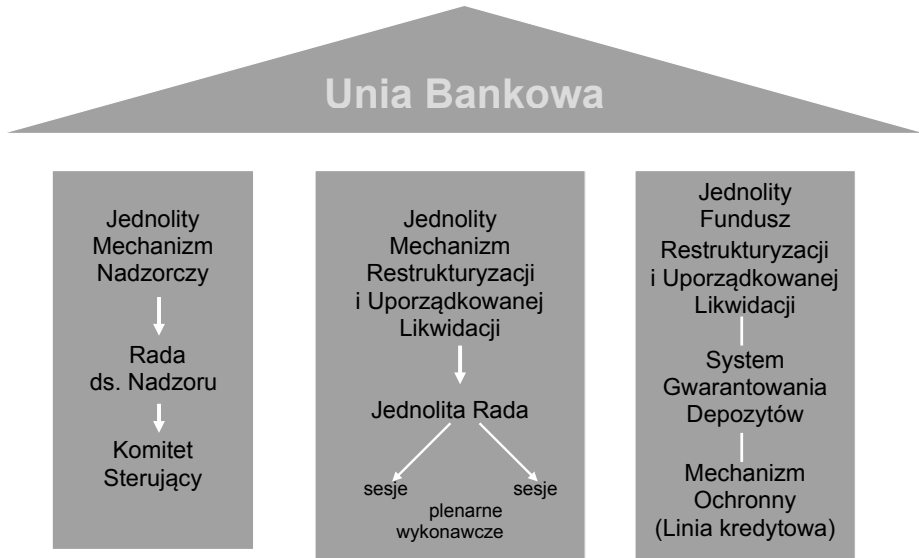 Unia Bankowa
Jednolity
Mechanizm
Nadzorczy
Rada
ds. Nadzoru
Komitet
Sterujący
Jednolity
Mechanizm
Restrukturyzacji
i Uporządkowanej
Likwidacji
Jednolita Rada
sesje sesje
plenarne
wykonawcze
Jednolity
Fundusz
Restrukturyzacji
i Uporządkowanej
Likwidacji
System
Gwarantowania
Depozytów
Mechanizm
Ochronny
(Linia kredytowa)